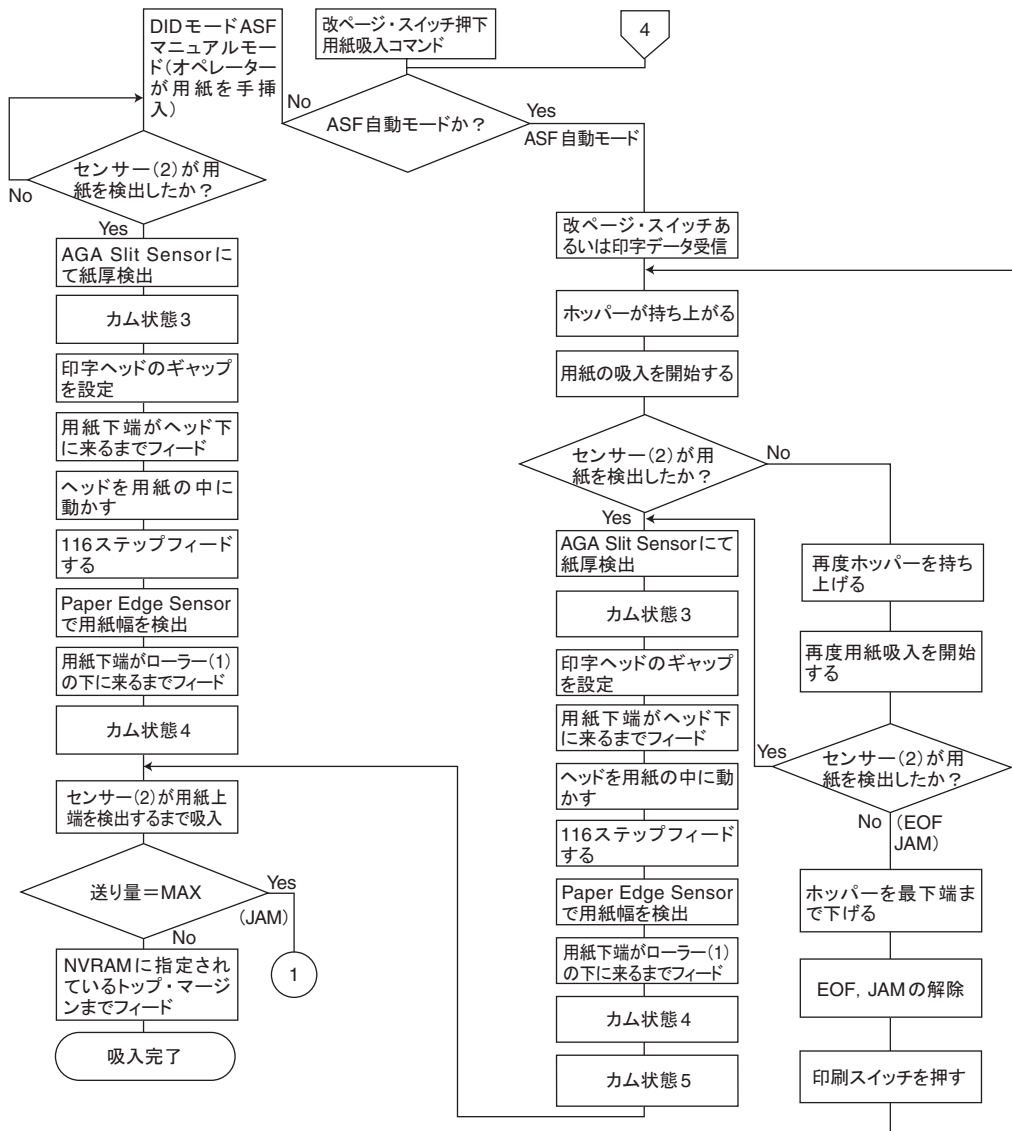 DIDモードASF
マニュアルモー
ド(オペレーター
が用紙を手挿
入)
改ページ・スイッチ押下
用紙吸入コマンド
4
No
ASF自動モードか？
Yes
ASF自動モード
センサー(2)が用
紙を検出したか？
No
Yes
AGA Slit Sensorに
て紙厚検出
カム状態3
印字ヘッドのギャップ
を設定
用紙下端がヘッド下
に来るまでフィード
ヘッドを用紙の中に
動かす
116ステップフィード
する
Paper Edge Sensor
で用紙幅を検出
用紙下端がローラー(1)
の下に来るまでフィード
カム状態4
センサー(2)が用紙上
端を検出するまで吸入
送り量＝MAX
Yes
(JAM)
No
1
NVRAMに指定され
ているトップ・マージ
ンまでフィード
吸入完了
改ページ・スイッチあ
るいは印字データ受信
ホッパーが持ち上がる
用紙の吸入を開始する
センサー(2)が用
紙を検出したか？
No
Yes
AGA Slit Sensorにて
紙厚検出
カム状態3
印字ヘッドのギャップ
を設定
用紙下端がヘッド下
に来るまでフィード
ヘッドを用紙の中に動
かす
116ステップフィード
する
Paper Edge Sensor
で用紙幅を検出
用紙下端がローラー(1)
の下に来るまでフィード
カム状態4
カム状態5
再度ホッパーを持ち
上げる
再度用紙吸入を開始
する
Yes
センサー(2)が用
紙を検出したか？
No
(EOF
JAM)
ホッパーを最下端ま
で下げる
EOF, JAMの解除
印刷スイッチを押す